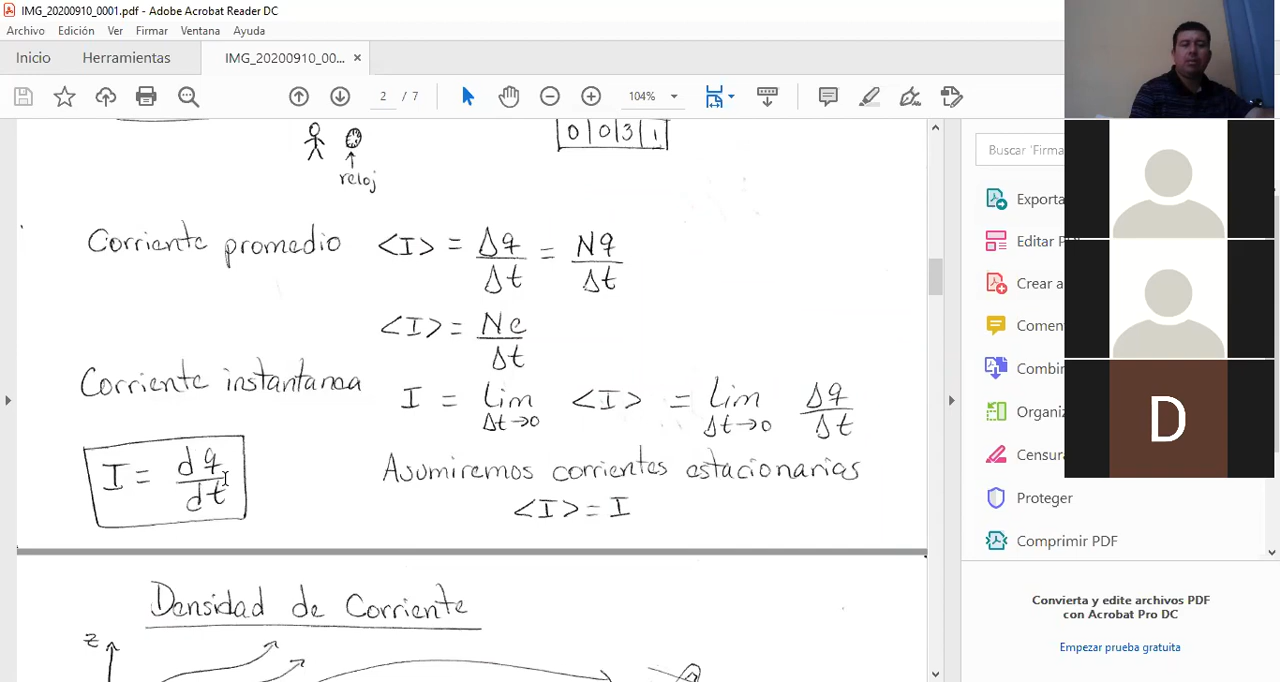 IMG_20200910_0001.pdf - Adobe Acrobat Reader DC
Archivo Edición Ver Firmar Ventana Ayuda
Inicio Herramientas IMG_20200910_00... ×
2 / 7 104%
0 0 3 1
reloj
Corriente promedio <I> = Δq/Δt = Nq/Δt
<I> = Ne/Δt
Corriente instantanea I = Lim Δt→0 <I> = Lim Δt→0 Δq/Δt
I = dq/dt
Asumiremos corrientes estacionarias
<I> = I
Densidad de Corriente
z
Buscar 'Firma
Exporta
Editar P
Crear a
Comen
Combin
Organiz
Censura
Proteger
Comprimir PDF
Convierta y edite archivos PDF
con Acrobat Pro DC
Empezar prueba gratuita
D